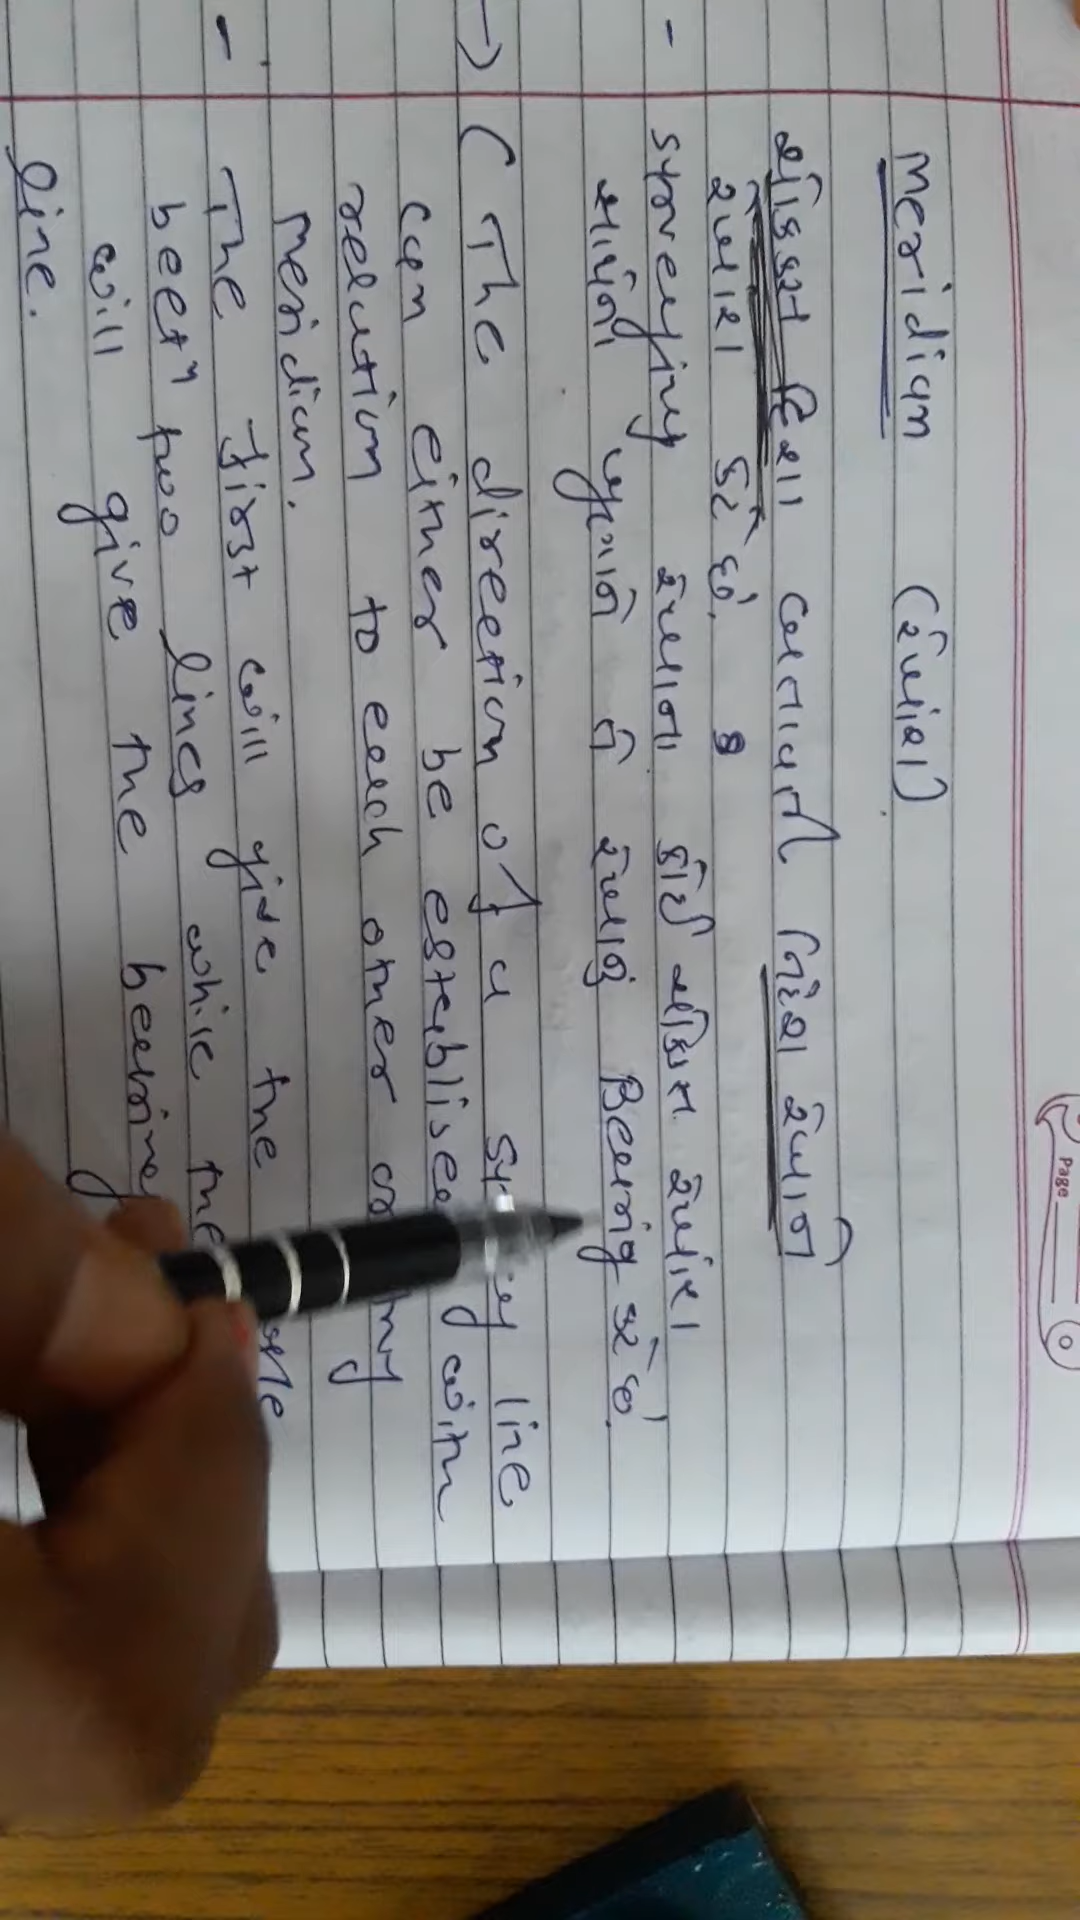 Page
Meridian (રેખાંશ)
ચોક્કસ દિશા બતાવતી નિશ્ચિત રેખાને
રેખાંશ કહે છે.
- Surveying રેખાના કોઈ ચોક્કસ રેખાંશ
સાથેના ખુણાને તે રેખાનું Bearing કહે છે.
→ ( The direction of a line
can either be establised with
relation to each other or
Meridian.
- The First will give the
beetn two lines while the
will give the bearing
line.